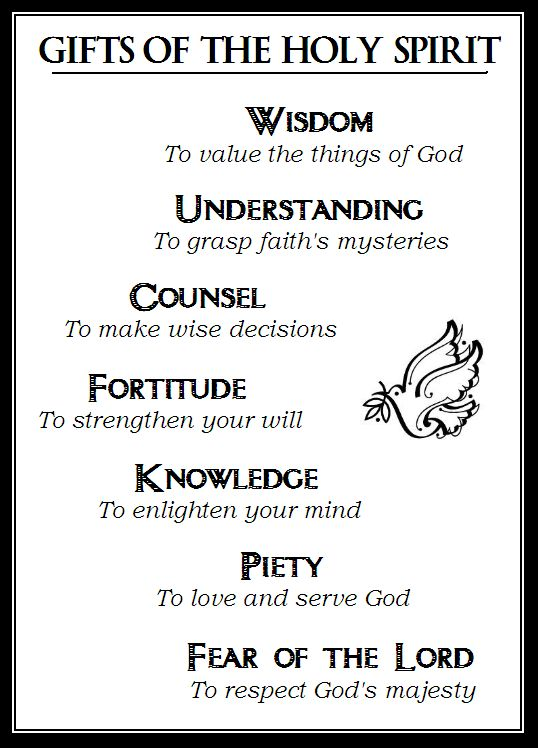 GIFTS OF THE HOLY SPIRIT
WISDOM
To value the things of God
UNDERSTANDING
To grasp faith's mysteries
COUNSEL
To make wise decisions
FORTITUDE
To strengthen your will
KNOWLEDGE
To enlighten your mind
PIETY
To love and serve God
FEAR OF THE LORD
To respect God's majesty